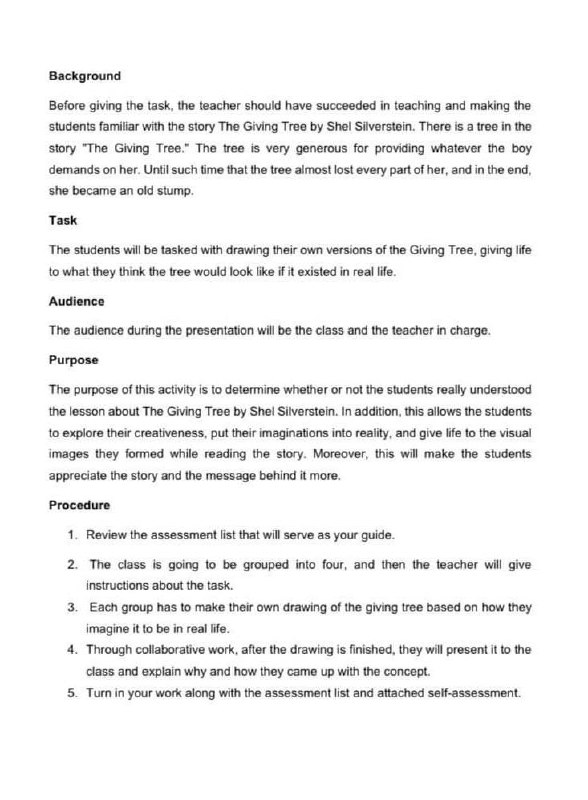 Background
Before giving the task, the teacher should have succeeded in teaching and making the
students familiar with the story The Giving Tree by Shel Silverstein. There is a tree in the
story "The Giving Tree." The tree is very generous for providing whatever the boy
demands on her. Until such time that the tree almost lost every part of her, and in the end,
she became an old stump.
Task
The students will be tasked with drawing their own versions of the Giving Tree, giving life
to what they think the tree would look like if it existed in real life.
Audience
The audience during the presentation will be the class and the teacher in charge.
Purpose
The purpose of this activity is to determine whether or not the students really understood
the lesson about The Giving Tree by Shel Silverstein. In addition, this allows the students
to explore their creativeness, put their imaginations into reality, and give life to the visual
images they formed while reading the story. Moreover, this will make the students
appreciate the story and the message behind it more.
Procedure
1. Review the assessment list that will serve as your guide.
2. The class is going to be grouped into four, and then the teacher will give
instructions about the task.
3. Each group has to make their own drawing of the giving tree based on how they
imagine it to be in real life.
4. Through collaborative work, after the drawing is finished, they will present it to the
class and explain why and how they came up with the concept.
5. Turn in your work along with the assessment list and attached self-assessment.